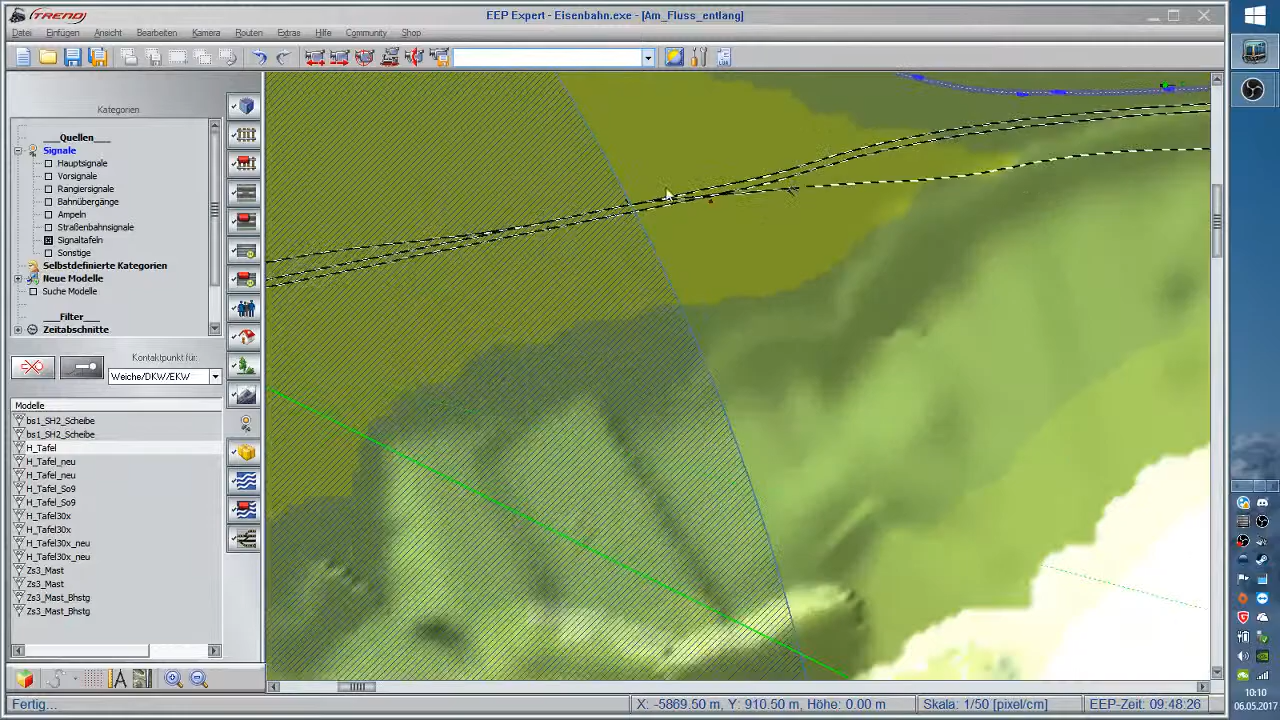 TREND
EEP Expert - Eisenbahn.exe - [Am_Fluss_entlang]
Datei Einfügen Ansicht Bearbeiten Kamera Routen Extras Hilfe Community Shop
Kategorien
___Quellen___
Signale
Hauptsignale
Vorsignale
Rangiersignale
Bahnübergänge
Ampeln
Straßenbahnsignale
Signaltafeln
Sonstige
Selbstdefinierte Kategorien
Neue Modelle
Suche Modelle
___Filter___
Zeitabschnitte
Kontaktpunkt für:
Weiche/DKW/EKW
Modelle
bs1_SH2_Scheibe
bs1_SH2_Scheibe
H_Tafel
H_Tafel_neu
H_Tafel_neu
H_Tafel_So9
H_Tafel_So9
H_Tafel30x
H_Tafel30x
H_Tafel30x_neu
H_Tafel30x_neu
Zs3_Mast
Zs3_Mast
Zs3_Mast_Bhstg
Zs3_Mast_Bhstg
Fertig...
X: -5869.50 m, Y: 910.50 m, Höhe: 0.00 m
Skala: 1/50 [pixel/cm]
EEP-Zeit: 09:48:26
10:10
06.05.2017